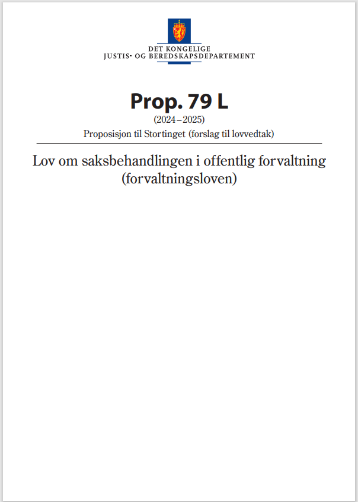 DET KONGELIGE
JUSTIS- OG BEREDSKAPSDEPARTEMENT
Prop. 79 L
(2024–2025)
Proposisjon til Stortinget (forslag til lovvedtak)
Lov om saksbehandlingen i offentlig forvaltning
(forvaltningsloven)